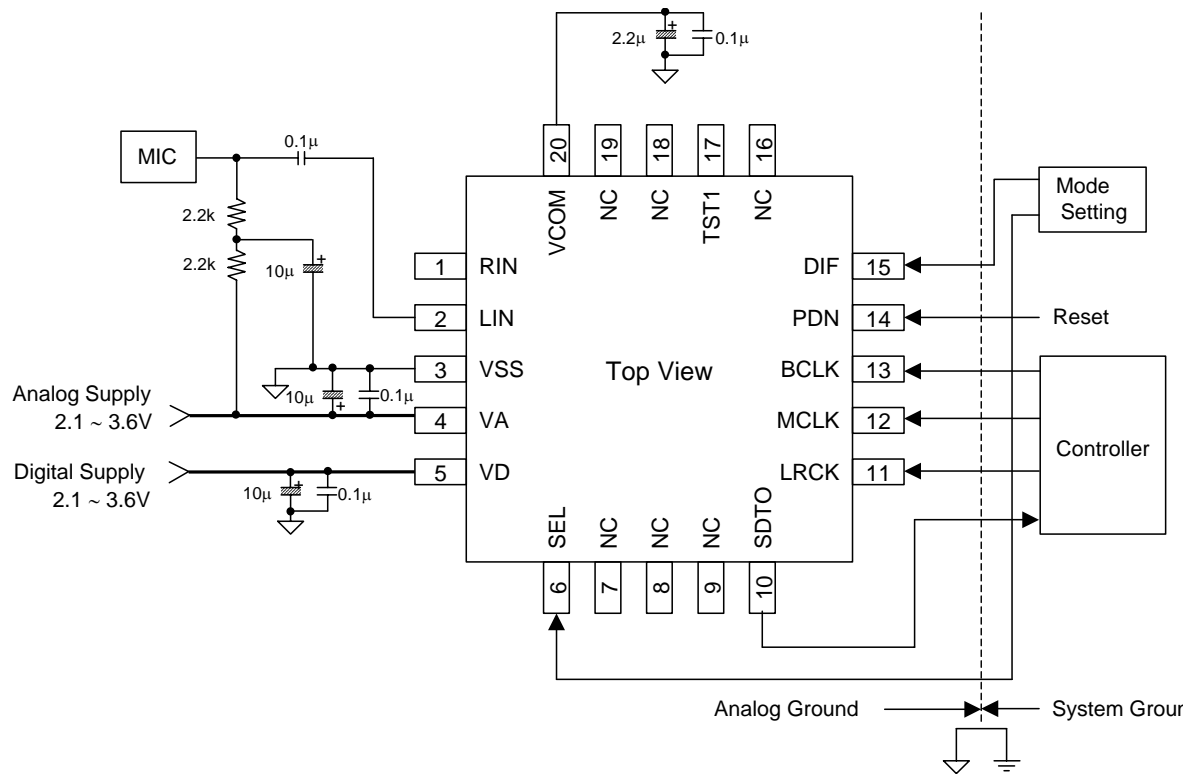 2.2μ
+
0.1μ
20
19
18
17
16
MIC
0.1μ
VCOM
NC
NC
TST1
NC
Mode
Setting
2.2k
2.2k
10μ
+
1
RIN
DIF
15
2
LIN
PDN
14
Reset
3
VSS
Top View
BCLK
13
10μ
+
0.1μ
Analog Supply
2.1 ~ 3.6V
4
VA
MCLK
12
Controller
Digital Supply
2.1 ~ 3.6V
5
VD
LRCK
11
10μ
+
0.1μ
SEL
NC
NC
NC
SDTO
6
7
8
9
10
Analog Ground
System Groun